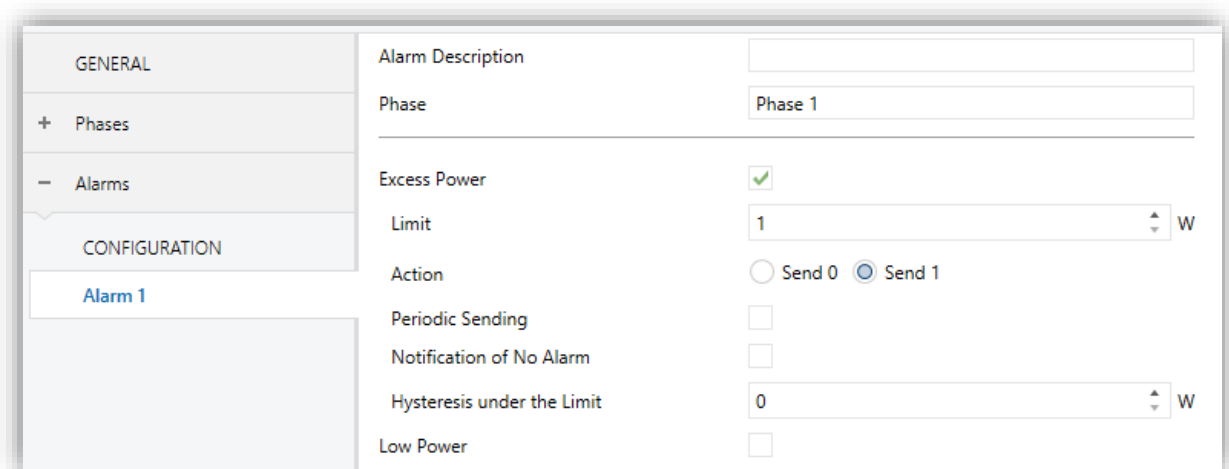 GENERAL
+ Phases
− Alarms
CONFIGURATION
Alarm 1
Alarm Description
Phase Phase 1
Excess Power
Limit 1 W
Action Send 0 Send 1
Periodic Sending
Notification of No Alarm
Hysteresis under the Limit 0 W
Low Power